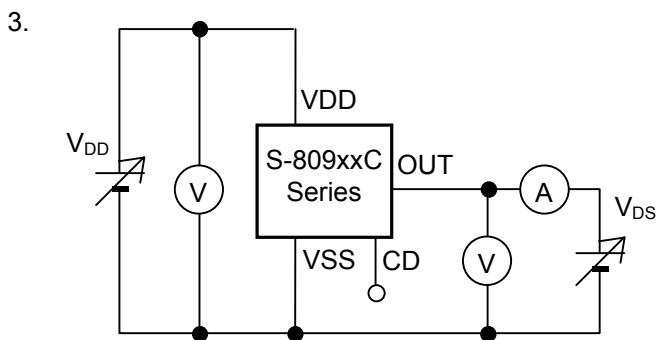 3.
VDD
VDD
S-809xxC
Series
OUT
A
VDS
V
V
VSS
CD